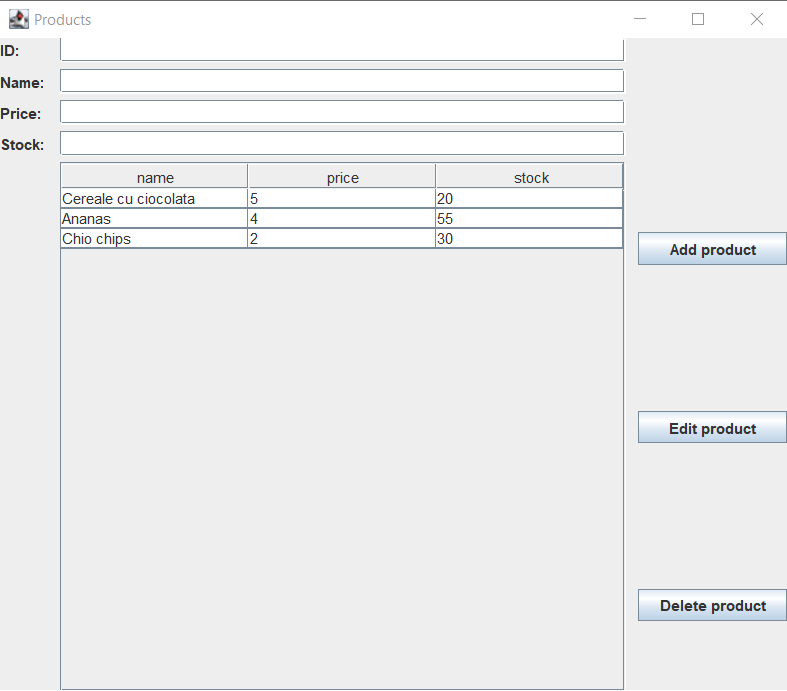 Products
ID:
Name:
Price:
Stock:
name price stock
Cereale cu ciocolata 5 20
Ananas 4 55
Chio chips 2 30
Add product
Edit product
Delete product